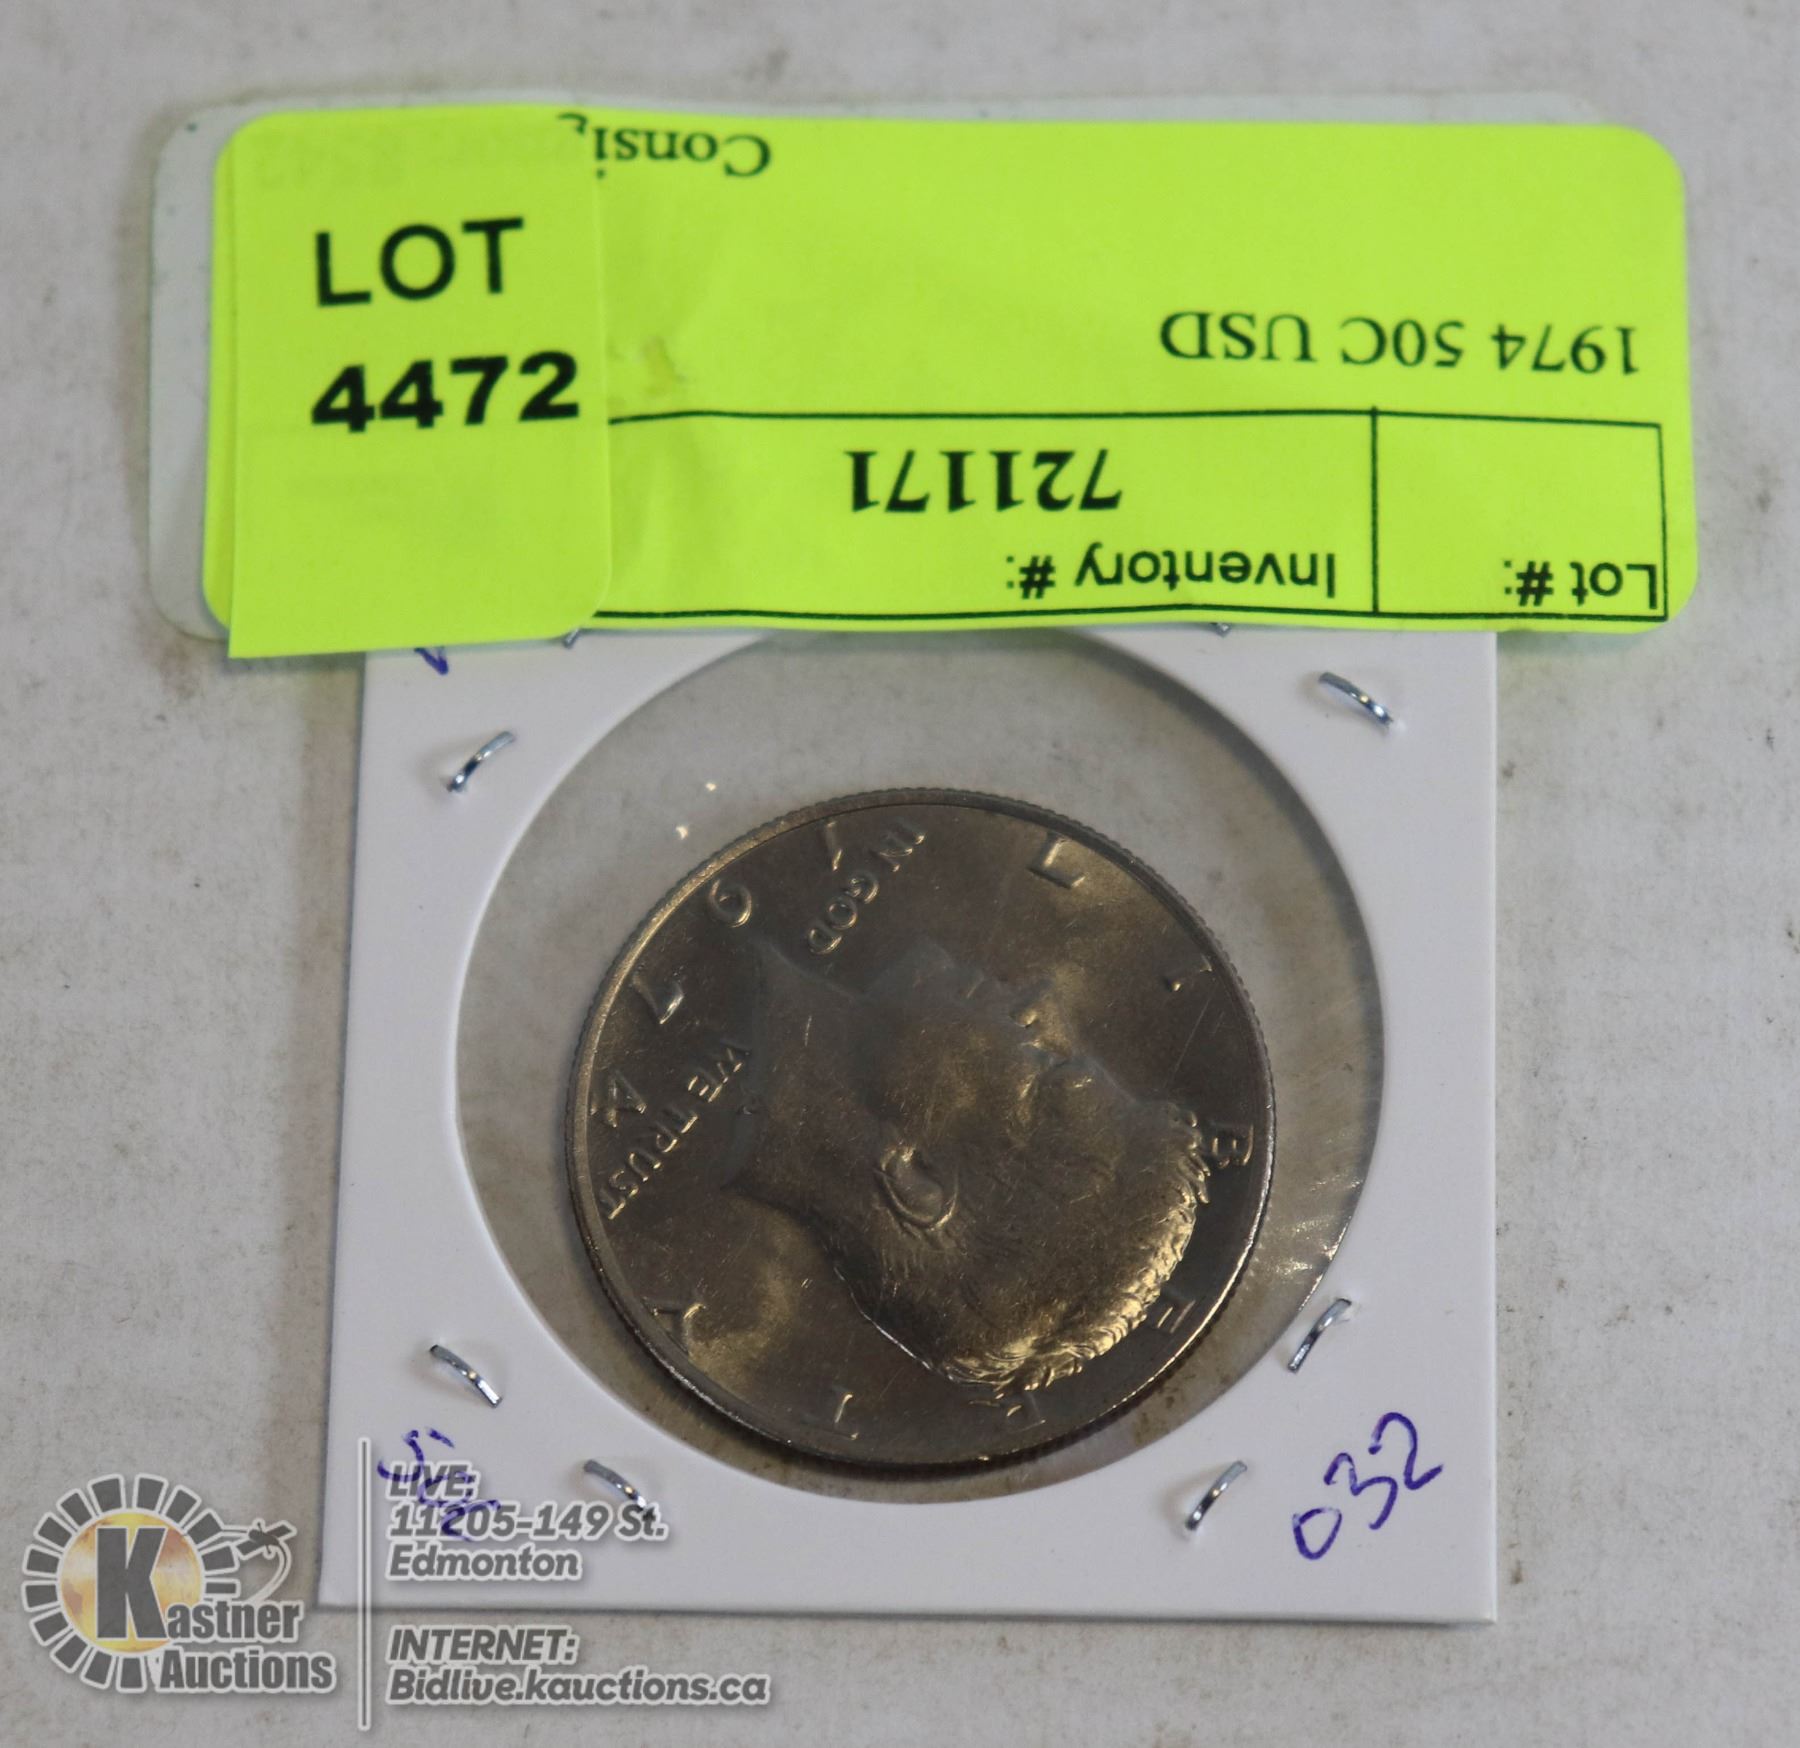 Consi
LOT
4472
1974 50C USD
721171
Inventory #:
Lot #:
LIBERTY
IN GOD
WE TRUST
1974
032
Kastner
Auctions
LIVE:
11205-149 St.
Edmonton
INTERNET:
Bidlive.kauctions.ca